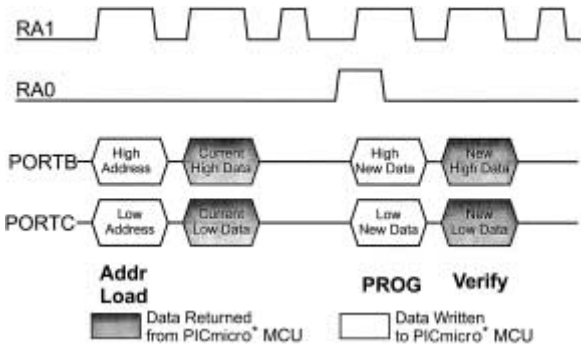 RA1
RA0
PORTB
High
Address
Current
High Data
High
New Data
New
High Data
PORTC
Low
Address
Current
Low Data
Low
New Data
New
Low Data
Addr
Load
PROG
Verify
Data Returned
from PICmicro* MCU
Data Written
to PICmicro* MCU